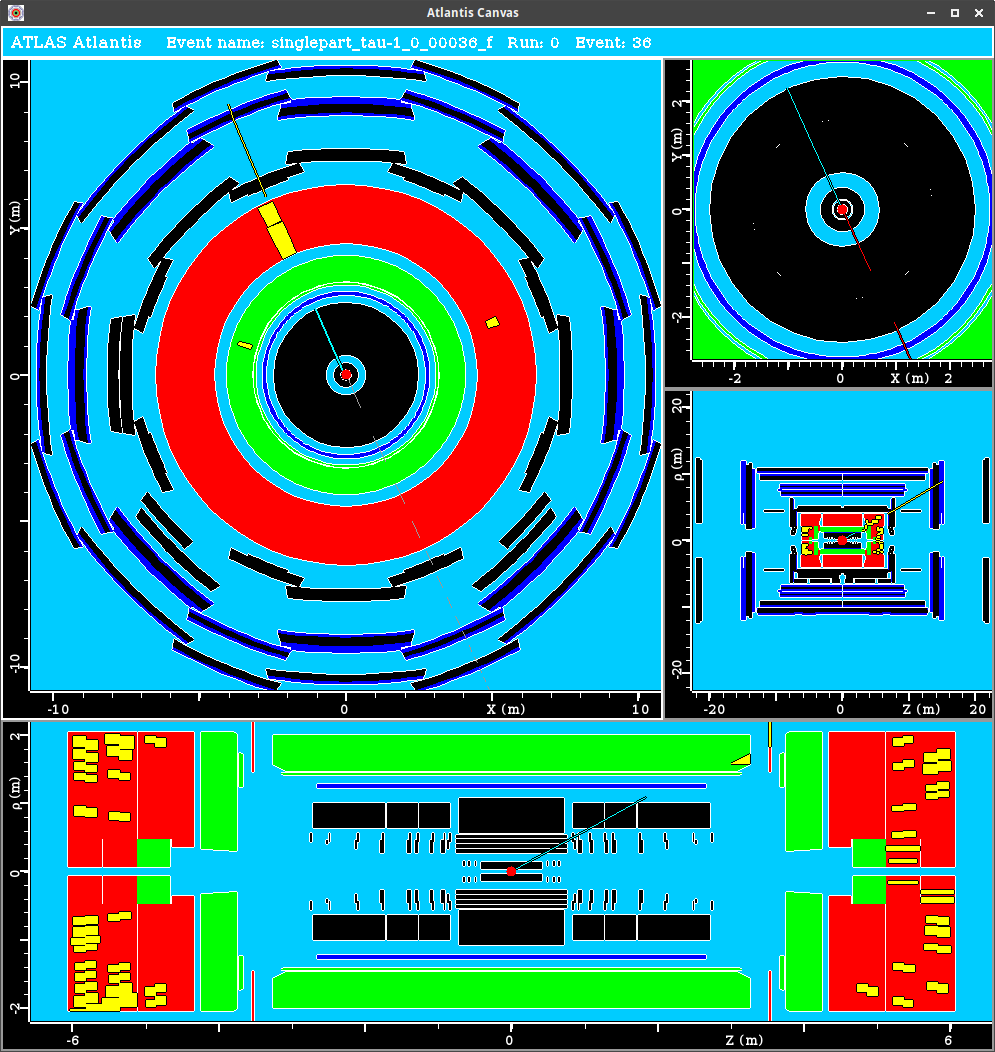 Atlantis Canvas
ATLAS Atlantis Event name: singlepart_tau-1_0_00036_f Run: 0 Event: 36
10
Y (m)
0
-10
-10 0 X (m) 10
2
Y (m)
0
-2
-2 0 X (m) 2
20
ρ (m)
0
-20
-20 0 Z (m) 20
2
ρ (m)
0
-2
-6 0 Z (m) 6